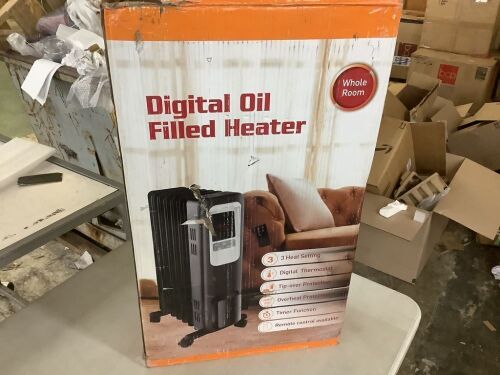 Digital Oil
Filled Heater
Whole
Room
3
3 Heat Setting
Digital Thermostat
Tip-over Protection
Overheat Protection
Timer Function
Remote control available